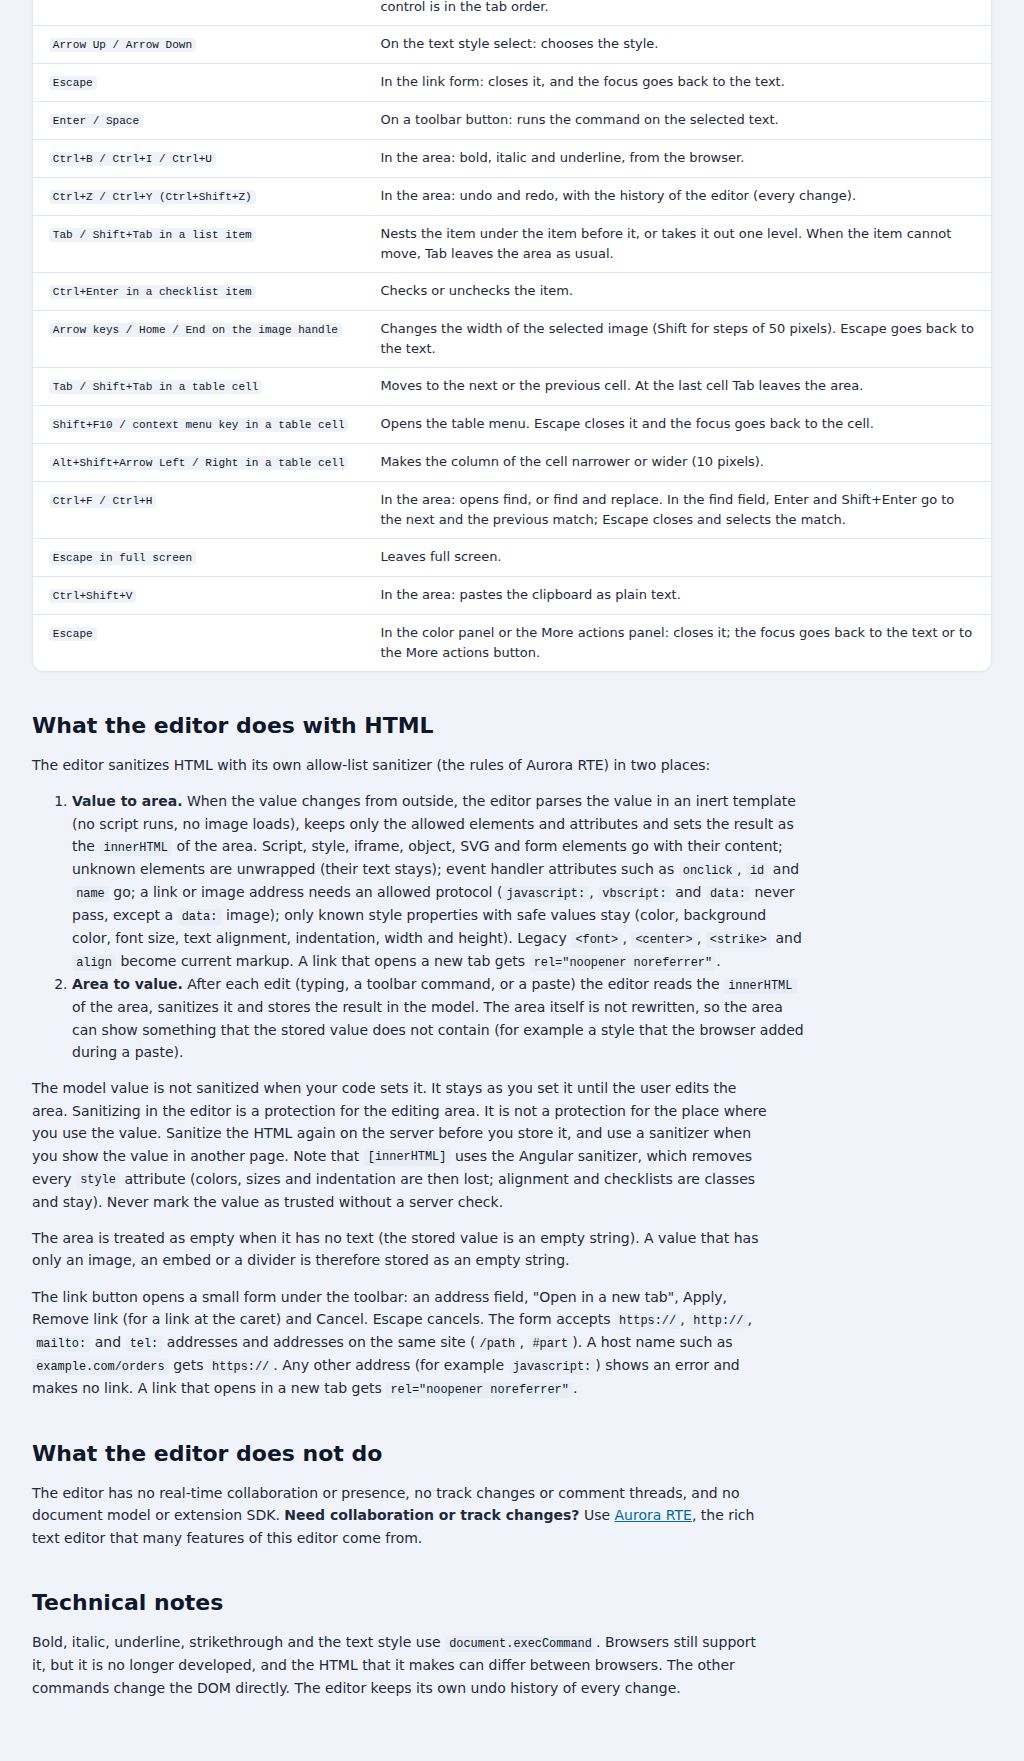 control is in the tab order.
Arrow Up / Arrow Down On the text style select: chooses the style.
Escape In the link form: closes it, and the focus goes back to the text.
Enter / Space On a toolbar button: runs the command on the selected text.
Ctrl+B / Ctrl+I / Ctrl+U In the area: bold, italic and underline, from the browser.
Ctrl+Z / Ctrl+Y (Ctrl+Shift+Z) In the area: undo and redo, with the history of the editor (every change).
Tab / Shift+Tab in a list item Nests the item under the item before it, or takes it out one level. When the item cannot
move, Tab leaves the area as usual.
Ctrl+Enter in a checklist item Checks or unchecks the item.
Arrow keys / Home / End on the image handle Changes the width of the selected image (Shift for steps of 50 pixels). Escape goes back to
the text.
Tab / Shift+Tab in a table cell Moves to the next or the previous cell. At the last cell Tab leaves the area.
Shift+F10 / context menu key in a table cell Opens the table menu. Escape closes it and the focus goes back to the cell.
Alt+Shift+Arrow Left / Right in a table cell Makes the column of the cell narrower or wider (10 pixels).
Ctrl+F / Ctrl+H In the area: opens find, or find and replace. In the find field, Enter and Shift+Enter go to
the next and the previous match; Escape closes and selects the match.
Escape in full screen Leaves full screen.
Ctrl+Shift+V In the area: pastes the clipboard as plain text.
Escape In the color panel or the More actions panel: closes it; the focus goes back to the text or to
the More actions button.
What the editor does with HTML
The editor sanitizes HTML with its own allow-list sanitizer (the rules of Aurora RTE) in two places:
1. Value to area. When the value changes from outside, the editor parses the value in an inert template
(no script runs, no image loads), keeps only the allowed elements and attributes and sets the result as
the innerHTML of the area. Script, style, iframe, object, SVG and form elements go with their content;
unknown elements are unwrapped (their text stays); event handler attributes such as onclick, id and
name go; a link or image address needs an allowed protocol (javascript:, vbscript: and data: never
pass, except a data: image); only known style properties with safe values stay (color, background
color, font size, text alignment, indentation, width and height). Legacy <font>, <center>, <strike> and
align become current markup. A link that opens a new tab gets rel="noopener noreferrer".
2. Area to value. After each edit (typing, a toolbar command, or a paste) the editor reads the innerHTML
of the area, sanitizes it and stores the result in the model. The area itself is not rewritten, so the area
can show something that the stored value does not contain (for example a style that the browser added
during a paste).
The model value is not sanitized when your code sets it. It stays as you set it until the user edits the
area. Sanitizing in the editor is a protection for the editing area. It is not a protection for the place where
you use the value. Sanitize the HTML again on the server before you store it, and use a sanitizer when
you show the value in another page. Note that [innerHTML] uses the Angular sanitizer, which removes
every style attribute (colors, sizes and indentation are then lost; alignment and checklists are classes
and stay). Never mark the value as trusted without a server check.
The area is treated as empty when it has no text (the stored value is an empty string). A value that has
only an image, an embed or a divider is therefore stored as an empty string.
The link button opens a small form under the toolbar: an address field, "Open in a new tab", Apply,
Remove link (for a link at the caret) and Cancel. Escape cancels. The form accepts https://, http://,
mailto: and tel: addresses and addresses on the same site (/path, #part). A host name such as
example.com/orders gets https://. Any other address (for example javascript:) shows an error and
makes no link. A link that opens in a new tab gets rel="noopener noreferrer".
What the editor does not do
The editor has no real-time collaboration or presence, no track changes or comment threads, and no
document model or extension SDK. Need collaboration or track changes? Use Aurora RTE, the rich
text editor that many features of this editor come from.
Technical notes
Bold, italic, underline, strikethrough and the text style use document.execCommand. Browsers still support
it, but it is no longer developed, and the HTML that it makes can differ between browsers. The other
commands change the DOM directly. The editor keeps its own undo history of every change.